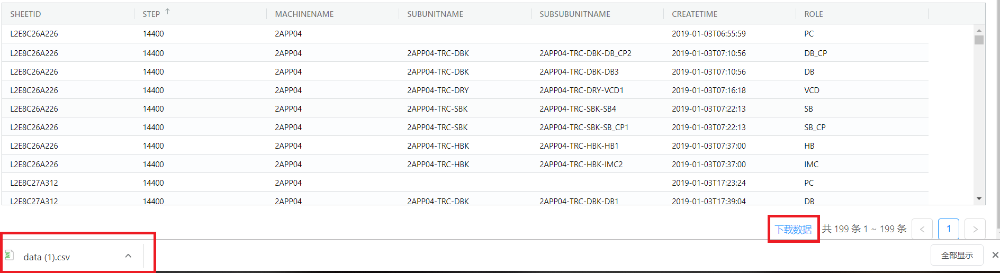 SHEETID STEP ↑ MACHINENAME SUBUNITNAME SUBSUBUNITNAME CREATETIME ROLE
L2E8C26A226 14400 2APP04 2019-01-03T06:55:59 PC
L2E8C26A226 14400 2APP04 2APP04-TRC-DBK 2APP04-TRC-DBK-DB_CP2 2019-01-03T07:10:56 DB_CP
L2E8C26A226 14400 2APP04 2APP04-TRC-DBK 2APP04-TRC-DBK-DB3 2019-01-03T07:10:56 DB
L2E8C26A226 14400 2APP04 2APP04-TRC-DRY 2APP04-TRC-DRY-VCD1 2019-01-03T07:16:18 VCD
L2E8C26A226 14400 2APP04 2APP04-TRC-SBK 2APP04-TRC-SBK-SB4 2019-01-03T07:22:13 SB
L2E8C26A226 14400 2APP04 2APP04-TRC-SBK 2APP04-TRC-SBK-SB_CP1 2019-01-03T07:22:13 SB_CP
L2E8C26A226 14400 2APP04 2APP04-TRC-HBK 2APP04-TRC-HBK-HB1 2019-01-03T07:37:00 HB
L2E8C26A226 14400 2APP04 2APP04-TRC-HBK 2APP04-TRC-HBK-IMC2 2019-01-03T07:37:00 IMC
L2E8C27A312 14400 2APP04 2019-01-03T17:23:24 PC
L2E8C27A312 14400 2APP04 2APP04-TRC-DBK 2APP04-TRC-DBK-DB1 2019-01-03T17:39:04 DB
下载数据 共 199 条 1 ~ 199 条 < 1 >
data (1).csv 全部显示